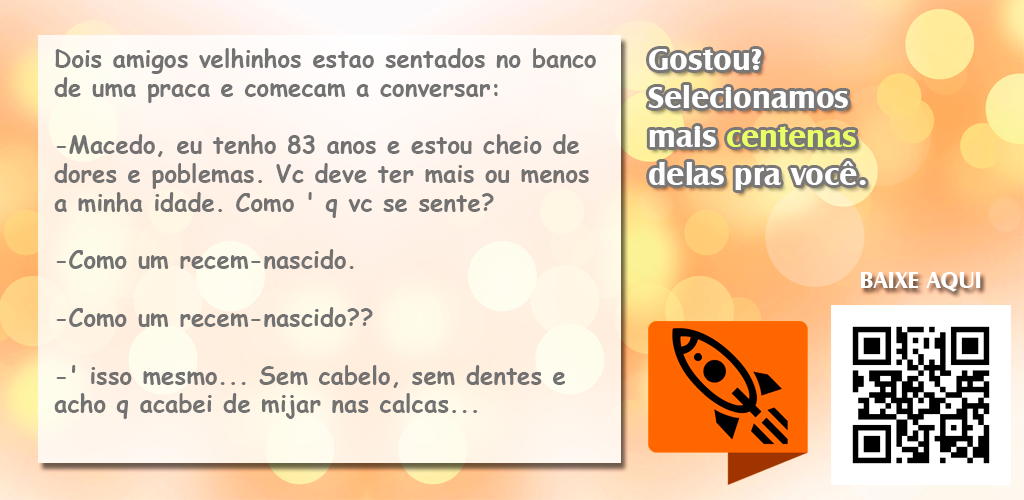 Dois amigos velhinhos estao sentados no banco
de uma praca e comecam a conversar:
-Macedo, eu tenho 83 anos e estou cheio de
dores e poblemas. Vc deve ter mais ou menos
a minha idade. Como ' q vc se sente?
-Como um recem-nascido.
-Como um recem-nascido??
-' isso mesmo... Sem cabelo, sem dentes e
acho q acabei de mijar nas calcas...
Gostou?
Selecionamos
mais centenas
delas pra você.
BAIXE AQUI